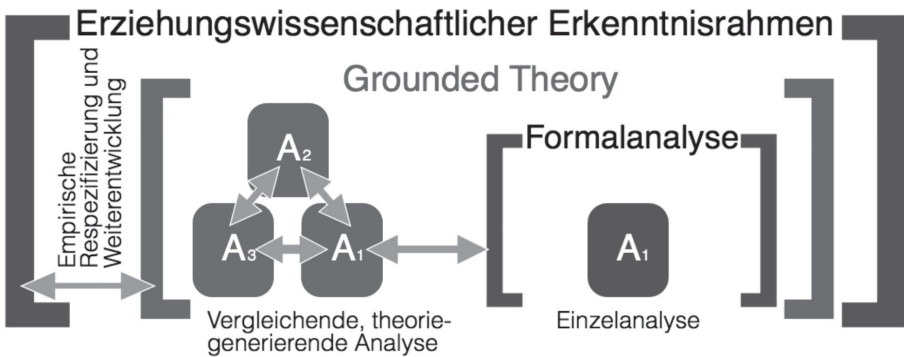 Erziehungswissenschaftlicher Erkenntnisrahmen
Empirische
Respezifizierung und
Weiterentwicklung
Grounded Theory
A₂
A₃
A₁
Vergleichende, theorie-
generierende Analyse
Formalanalyse
A₁
Einzelanalyse